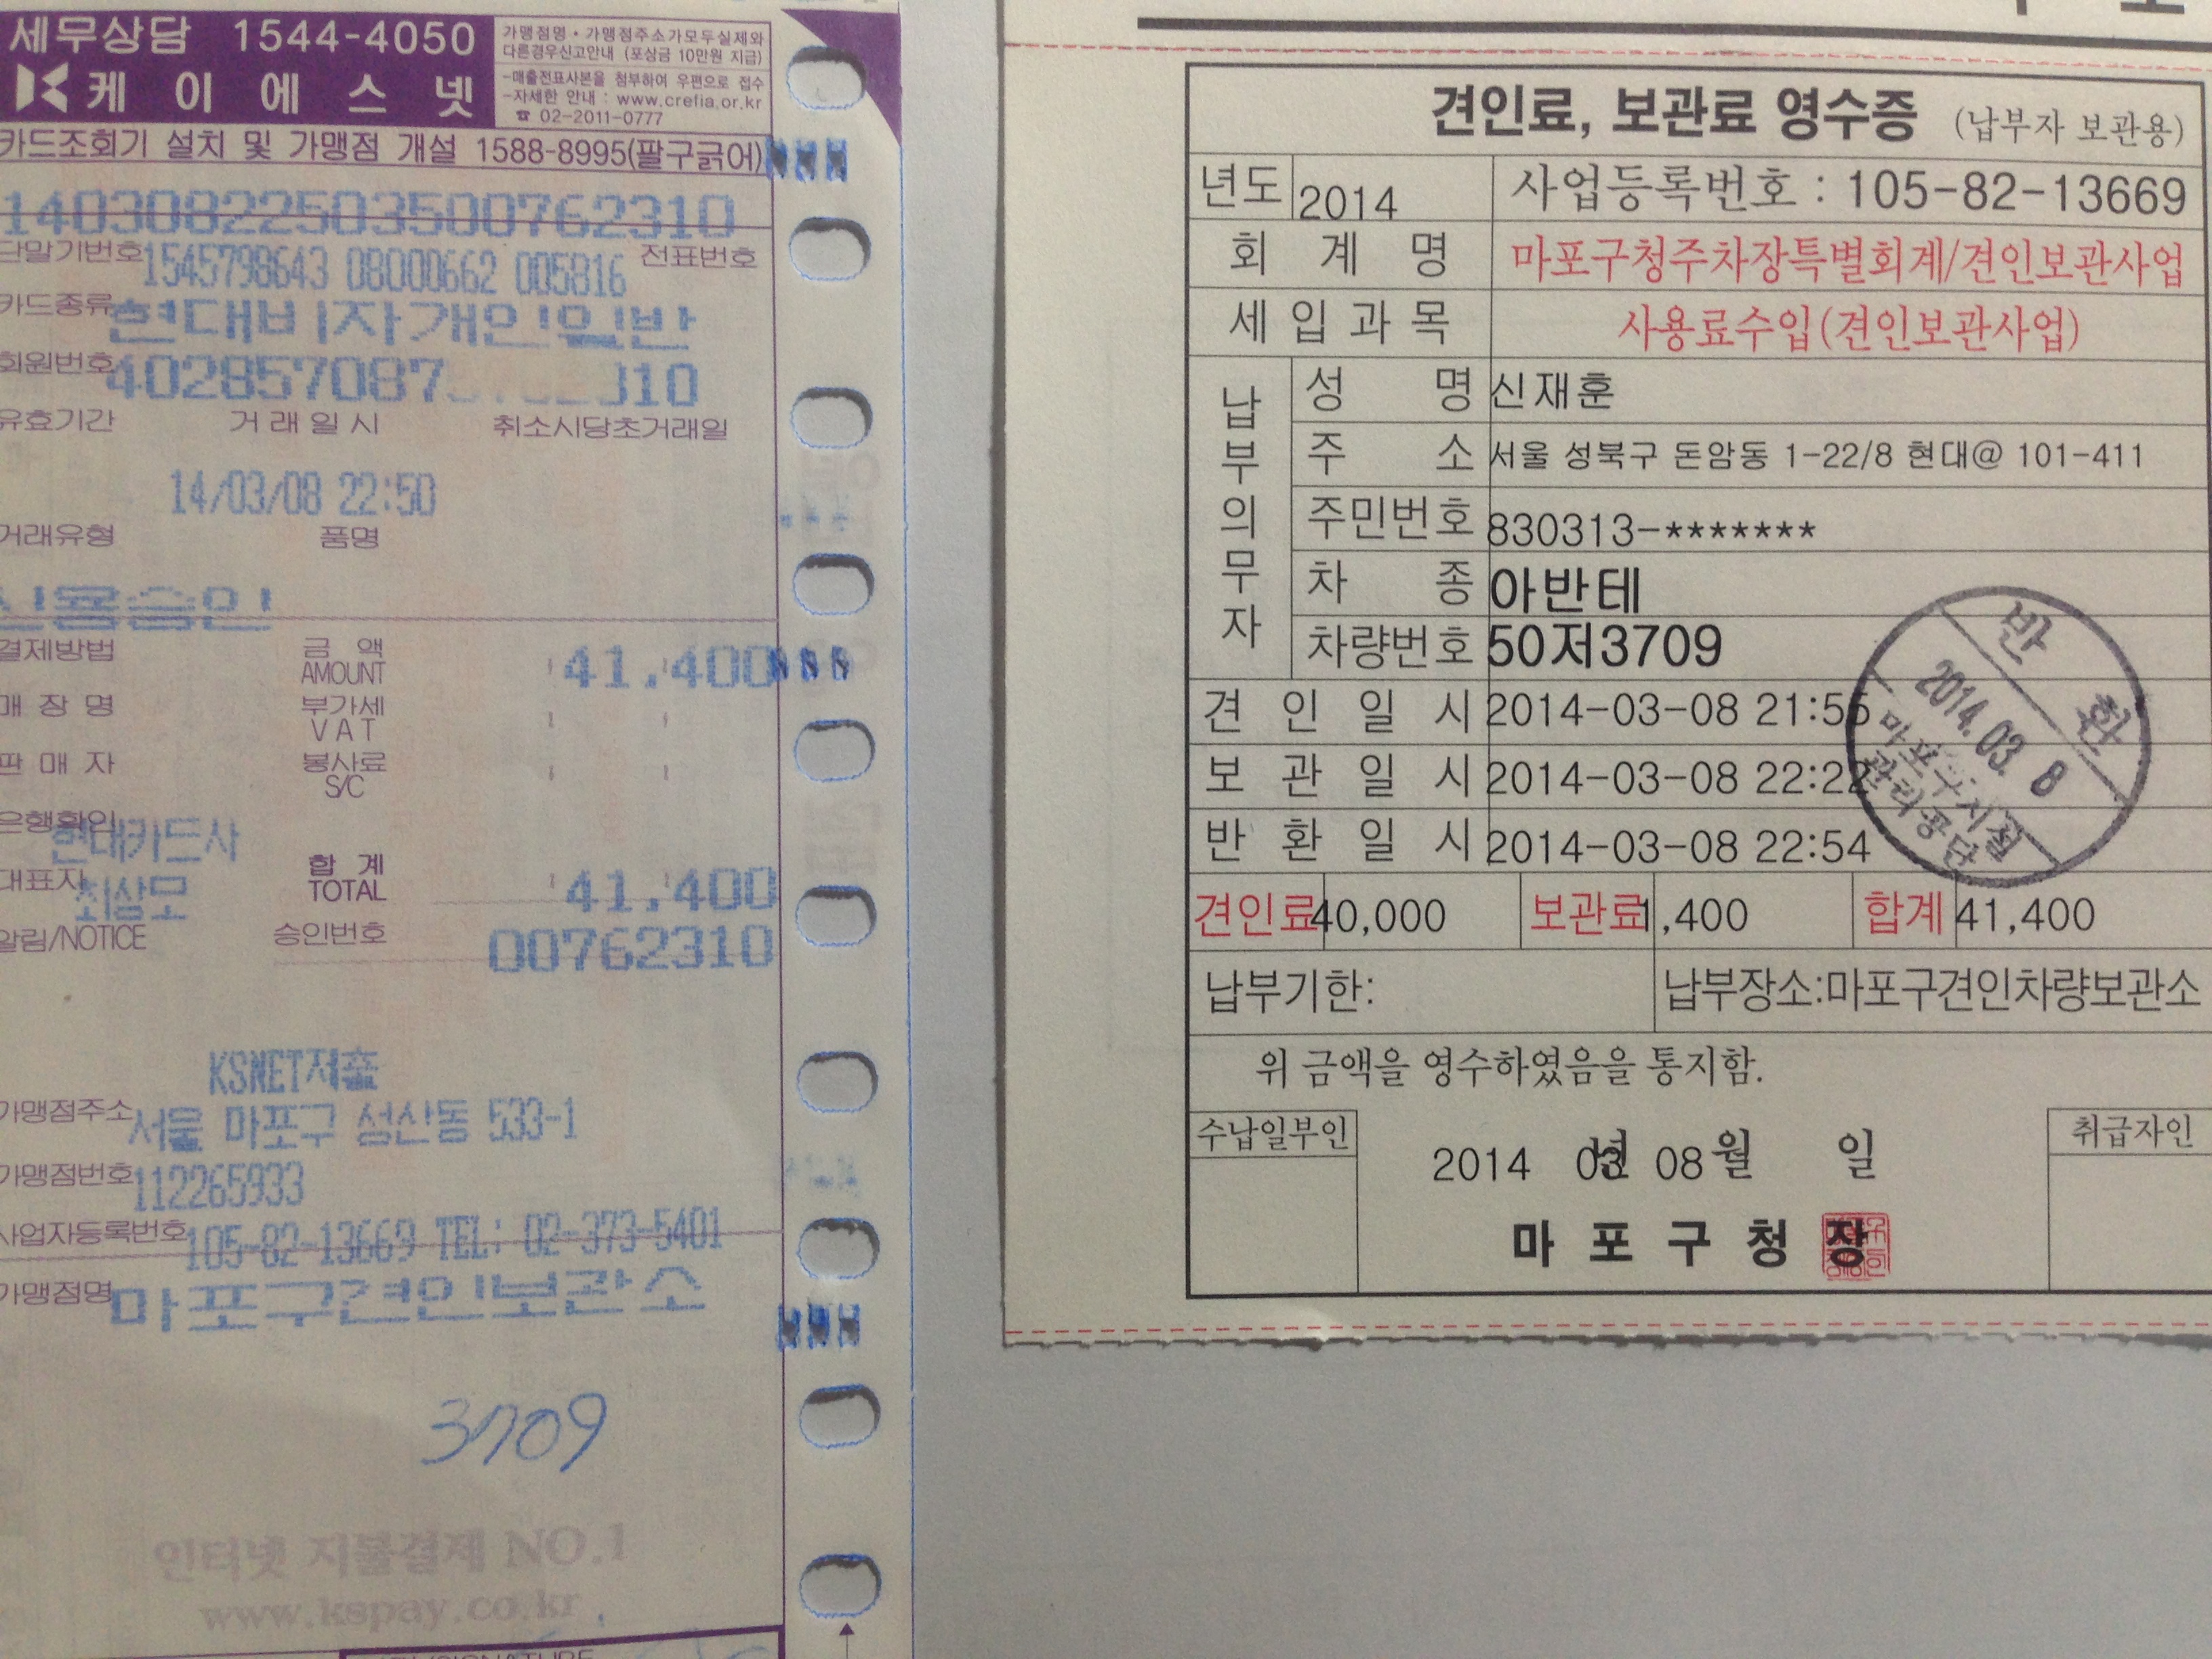 세무상담 1544-4050
케이에스넷
가맹점명·가맹점주소가모두실제와
다른경우신고안내 (포상금 10만원 지급)
-매출전표사본을 첨부하여 우편으로 접수
-자세한 안내 : www.crefia.or.kr
☎ 02-2011-0777
카드조회기 설치 및 가맹점 개설 1588-8995(팔구긁어)
14030822503500762310
단말기번호 1545798643 08000662 005816 전표번호
카드종류 현대비자개인일반
회원번호 402857087 310
유효기간 거래일시 취소시당초거래일
14/03/08 22:50
거래유형 품명
신용승인
결제방법 금액 41.400
AMOUNT
매장명 부가세
VAT
판매자 봉사료
S/C
은행확인 현대카드사
합계
대표자 최상모 TOTAL 41.400
알림/NOTICE 승인번호 00762310
KSNET제출
가맹점주소 서울 마포구 성산동 533-1
가맹점번호 112265933
사업자등록번호 105-82-13669 TEL: 02-373-5401
가맹점명 마포구견인보관소
3709
인터넷 지불결제 NO.1
www.kspay.co.kr
견인료, 보관료 영수증 (납부자 보관용)
년도 2014 사업등록번호 : 105-82-13669
회계명 마포구청주차장특별회계/견인보관사업
세입과목 사용료수입(견인보관사업)
납부의무자
성명 신재훈
주소 서울 성북구 돈암동 1-22/8 현대@ 101-411
주민번호 830313-*******
차종 아반테
차량번호 50저3709
견인일시 2014-03-08 21:55
보관일시 2014-03-08 22:22
반환일시 2014-03-08 22:54
반환
2014.03. 8
마포구시설
관리공단
견인료 40,000 보관료 1,400 합계 41,400
납부기한: 납부장소:마포구견인차량보관소
위 금액을 영수하였음을 통지함.
수납일부인 취급자인
2014 년 03 08 월 일
마포구청장